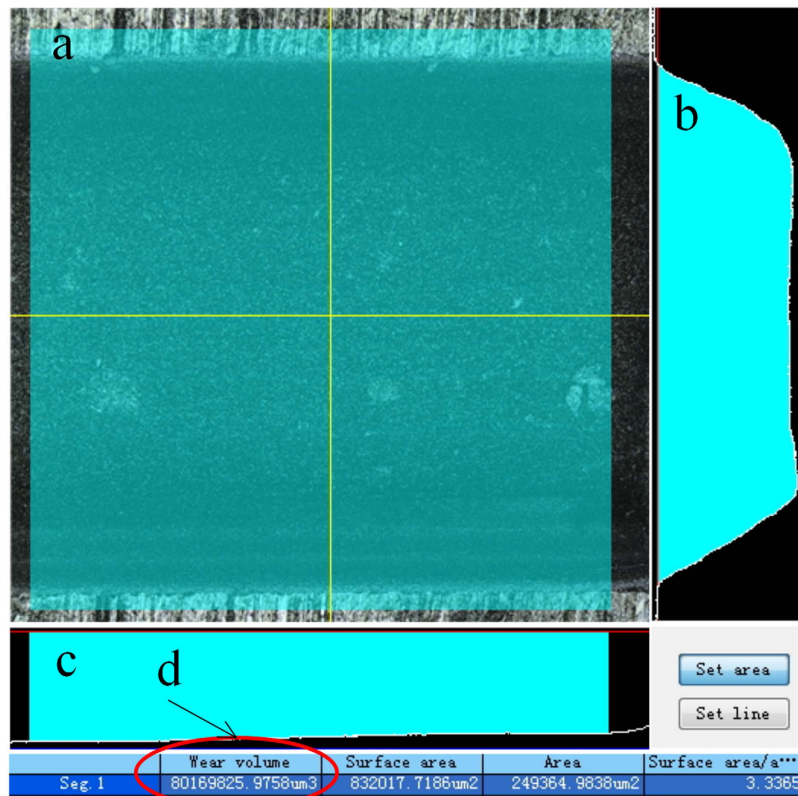 a
b
c
d
Set area
Set line
Wear volume Surface area Area Surface area/a…
Seg.1 80169825.9758um3 832017.7186um2 249364.9838um2 3.3365